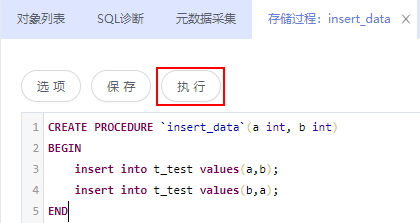 对象列表 SQL诊断 元数据采集 存储过程：insert_data
选 项 保 存 执 行
1 CREATE PROCEDURE `insert_data`(a int, b int)
2 BEGIN
3 insert into t_test values(a,b);
4 insert into t_test values(b,a);
5 END